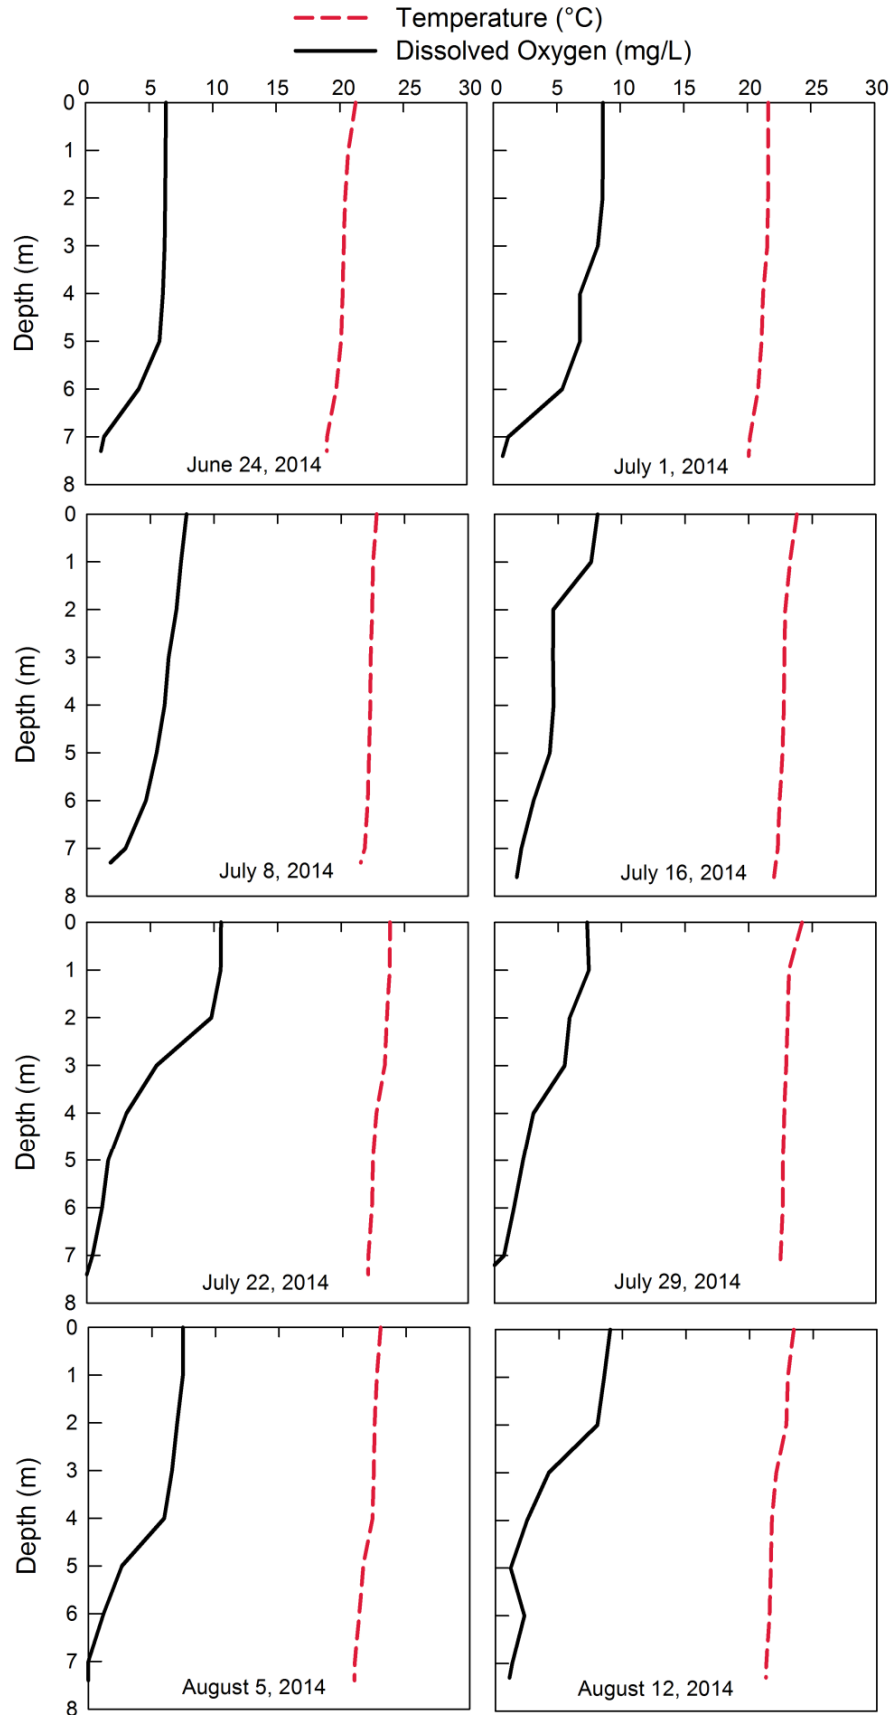 Temperature (°C)
Dissolved Oxygen (mg/L)
0 5 10 15 20 25 30
0 5 10 15 20 25 30
0
1
2
3
4
5
6
7
8
Depth (m)
June 24, 2014
July 1, 2014
0
1
2
3
4
5
6
7
8
Depth (m)
July 8, 2014
July 16, 2014
0
1
2
3
4
5
6
7
8
Depth (m)
July 22, 2014
July 29, 2014
0
1
2
3
4
5
6
7
8
Depth (m)
August 5, 2014
August 12, 2014